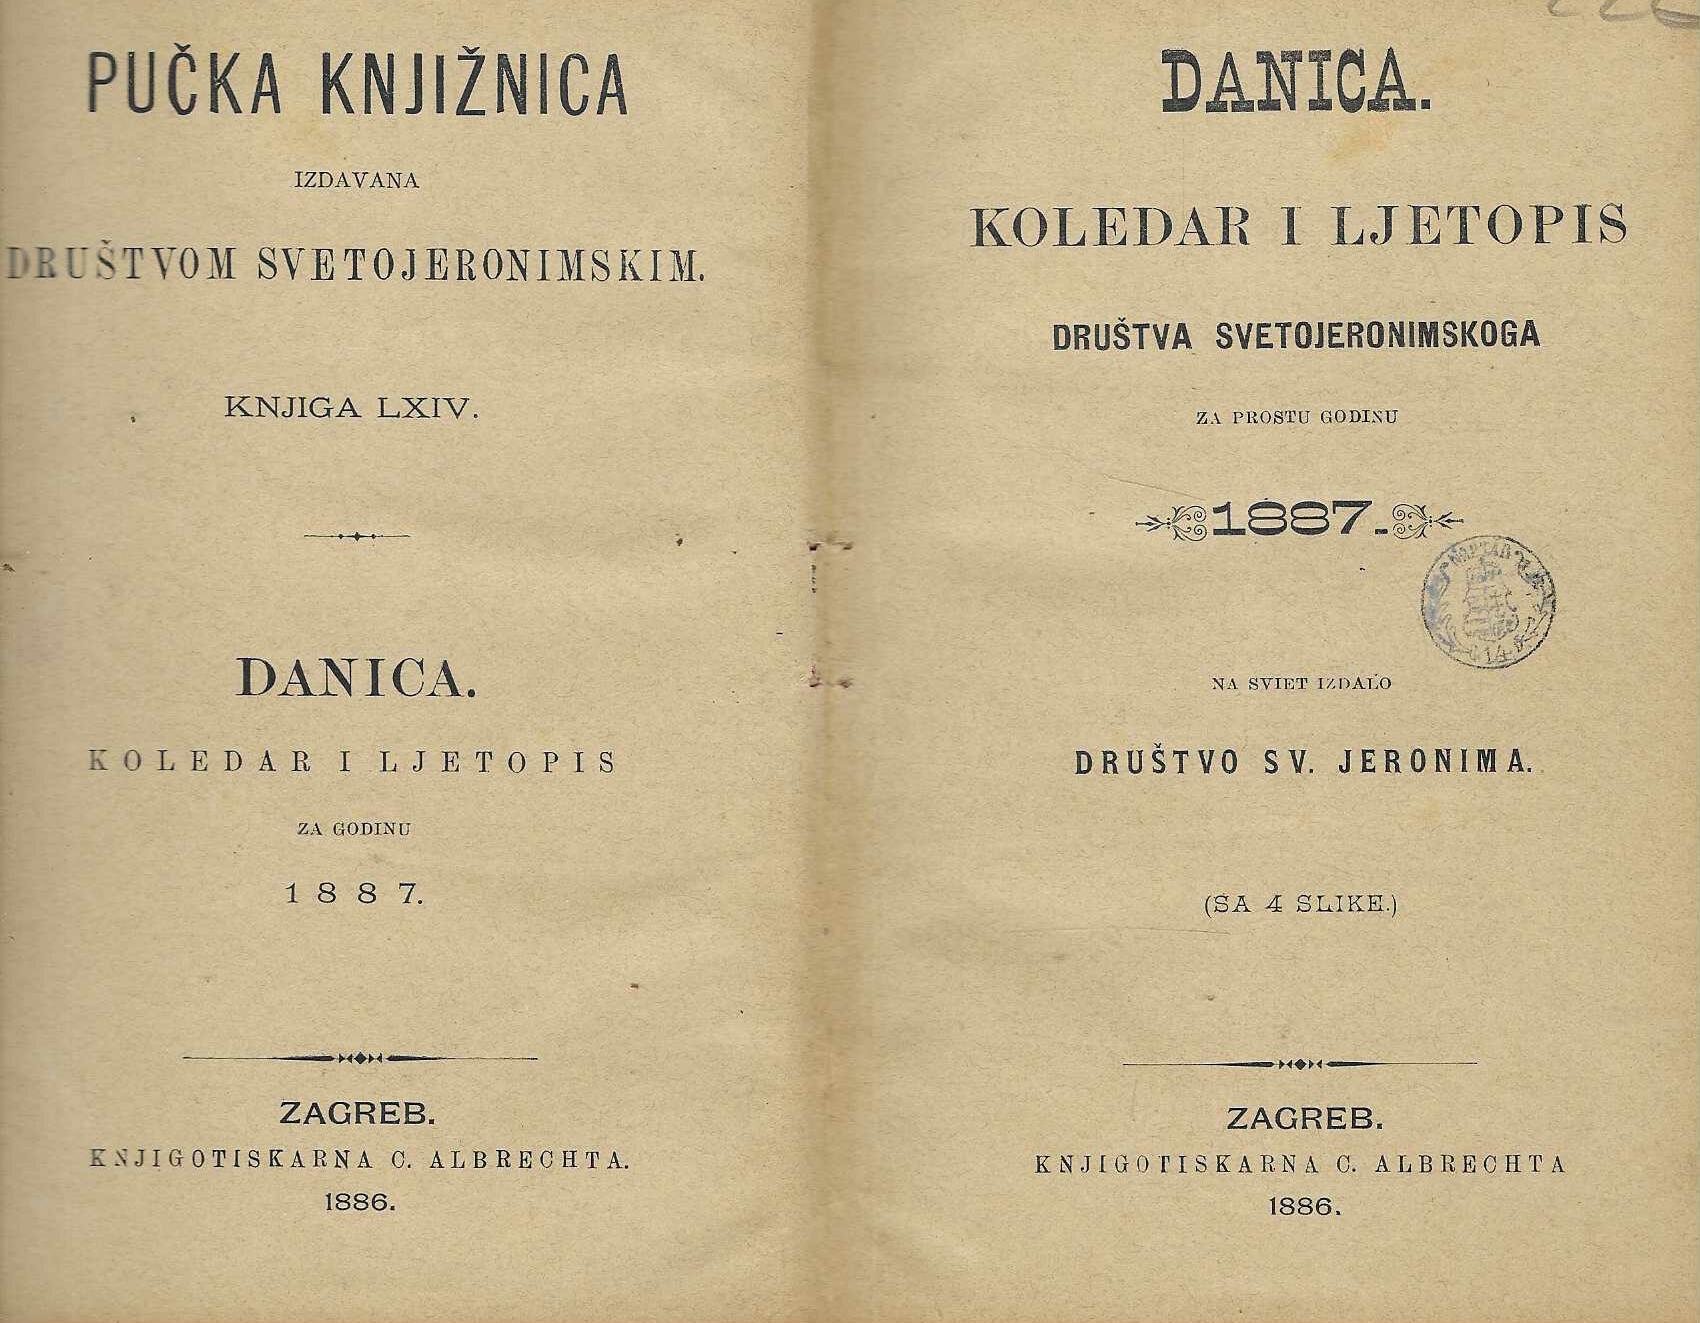 PUČKA KNJIŽNICA
IZDAVANA
DRUŠTVOM SVETOJERONIMSKIM.
KNJIGA LXIV.
DANICA.
KOLEDAR I LJETOPIS
ZA GODINU
1887.
ZAGREB.
KNJIGOTISKARNA C. ALBRECHTA.
1886.
DANICA.
KOLEDAR I LJETOPIS
DRUŠTVA SVETOJERONIMSKOGA
ZA PROSTU GODINU
1887.
NA SVIET IZDALO
DRUŠTVO SV. JERONIMA.
(SA 4 SLIKE.)
ZAGREB.
KNJIGOTISKARNA C. ALBRECHTA
1886.